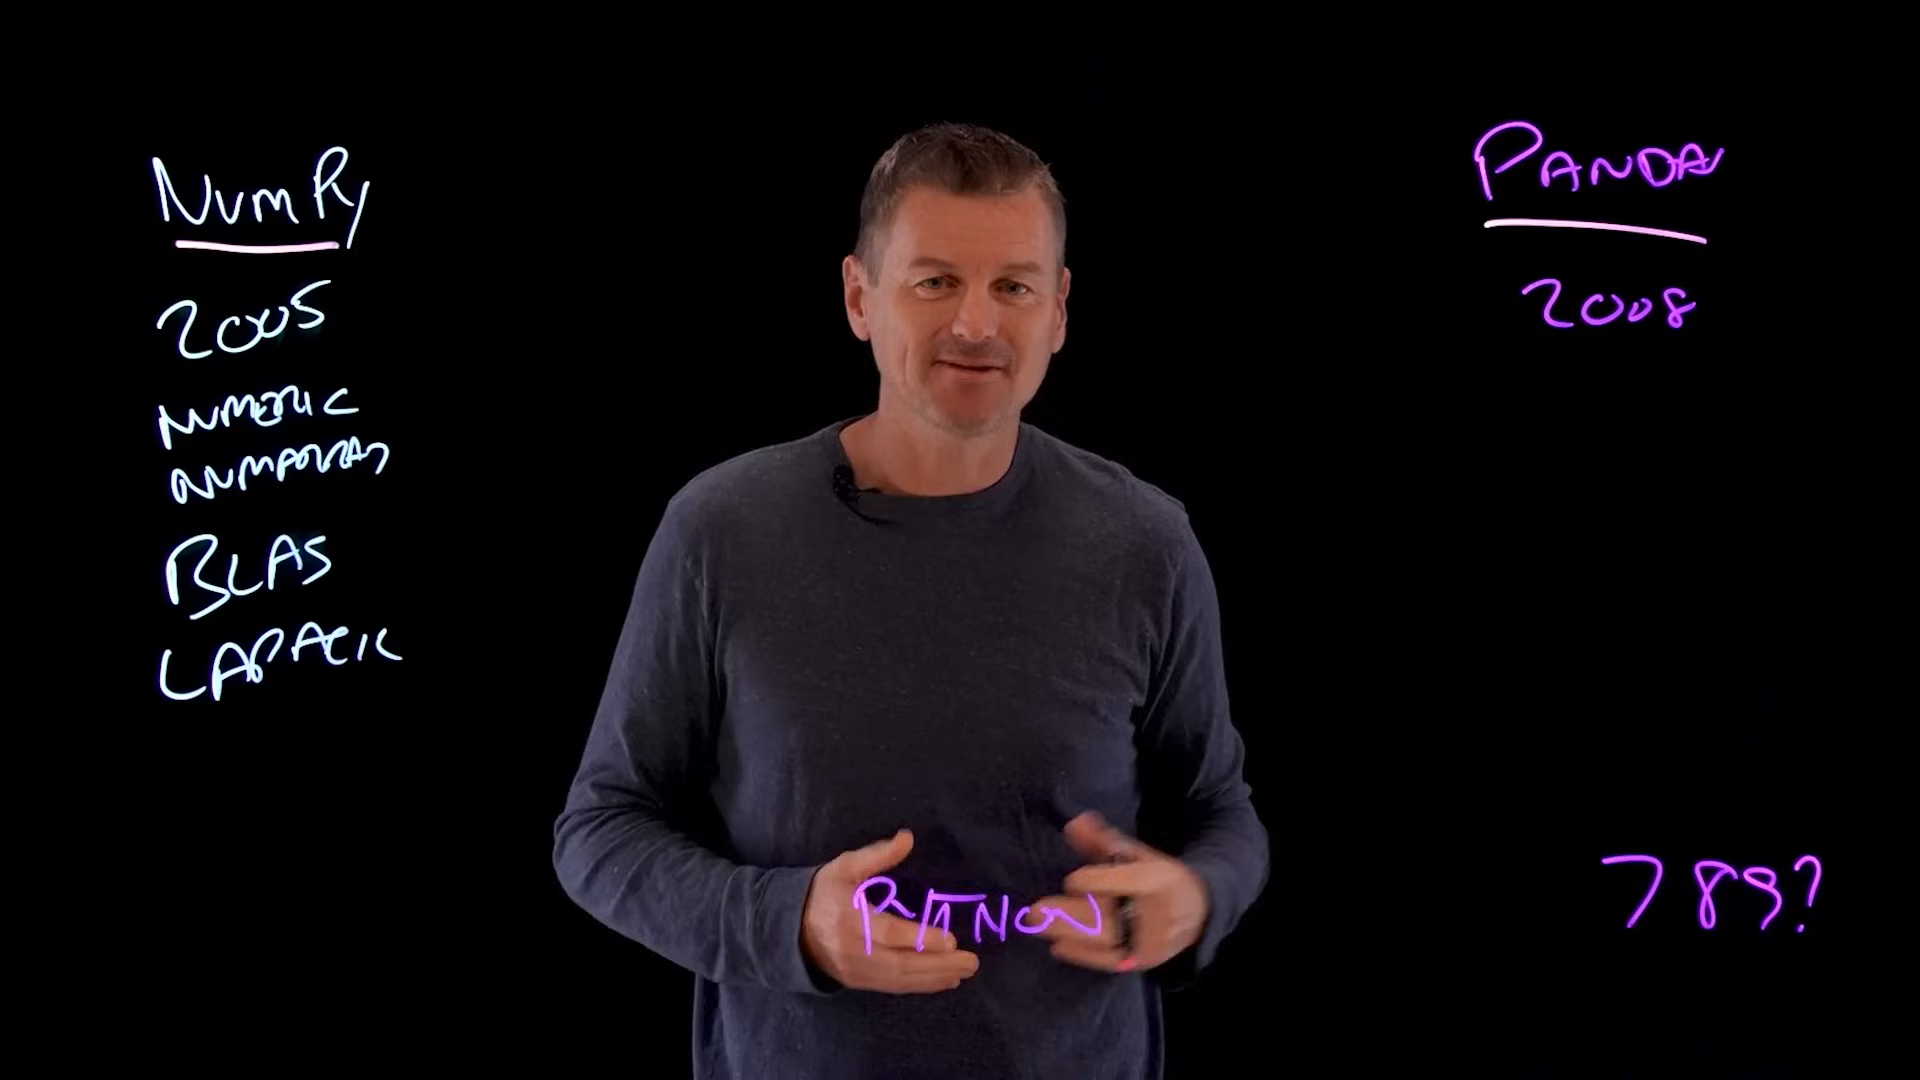 NumPy
2005
NUMERIC
NUMARRAY
BLAS
LAPACK
PANDAS
2008
PYTHON
789?